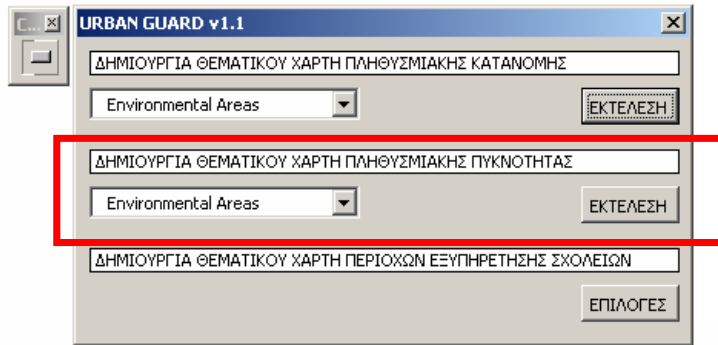 C...
URBAN GUARD v1.1
ΔΗΜΙΟΥΡΓΙΑ ΘΕΜΑΤΙΚΟΥ ΧΑΡΤΗ ΠΛΗΘΥΣΜΙΑΚΗΣ ΚΑΤΑΝΟΜΗΣ
Environmental Areas
ΕΚΤΕΛΕΣΗ
ΔΗΜΙΟΥΡΓΙΑ ΘΕΜΑΤΙΚΟΥ ΧΑΡΤΗ ΠΛΗΘΥΣΜΙΑΚΗΣ ΠΥΚΝΟΤΗΤΑΣ
Environmental Areas
ΕΚΤΕΛΕΣΗ
ΔΗΜΙΟΥΡΓΙΑ ΘΕΜΑΤΙΚΟΥ ΧΑΡΤΗ ΠΕΡΙΟΧΩΝ ΕΞΥΠΗΡΕΤΗΣΗΣ ΣΧΟΛΕΙΩΝ
ΕΠΙΛΟΓΕΣ